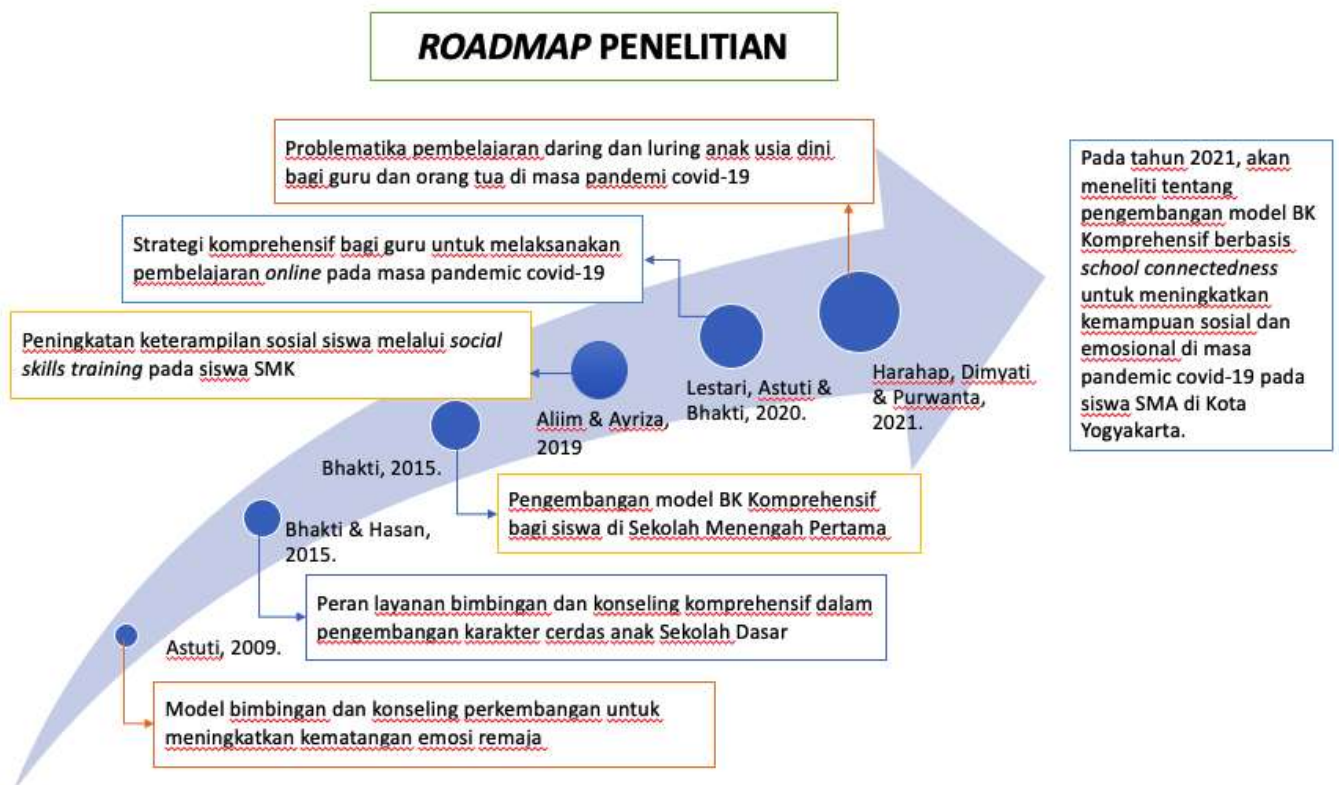 ROADMAP PENELITIAN
Problematika pembelajaran daring dan luring anak usia dini
bagi guru dan orang tua di masa pandemi covid-19
Strategi komprehensif bagi guru untuk melaksanakan
pembelajaran online pada masa pandemic covid-19
Peningkatan keterampilan sosial siswa melalui social
skills training pada siswa SMK
Pada tahun 2021, akan
meneliti tentang
pengembangan model BK
Komprehensif berbasis
school connectedness
untuk meningkatkan
kemampuan sosial dan
emosional di masa
pandemic covid-19 pada
siswa SMA di Kota
Yogyakarta.
Harahap, Dimyati
& Purwanta,
2021.
Lestari, Astuti &
Bhakti, 2020.
Aliim & Ayriza,
2019
Bhakti, 2015.
Pengembangan model BK Komprehensif
bagi siswa di Sekolah Menengah Pertama
Bhakti & Hasan,
2015.
Peran layanan bimbingan dan konseling komprehensif dalam
pengembangan karakter cerdas anak Sekolah Dasar
Astuti, 2009.
Model bimbingan dan konseling perkembangan untuk
meningkatkan kematangan emosi remaja